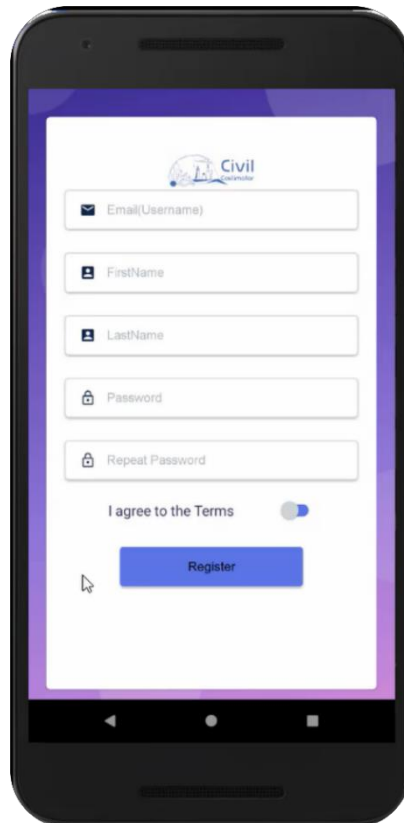 Civil
Email(Username)
FirstName
LastName
Password
Repeat Password
I agree to the Terms
Register